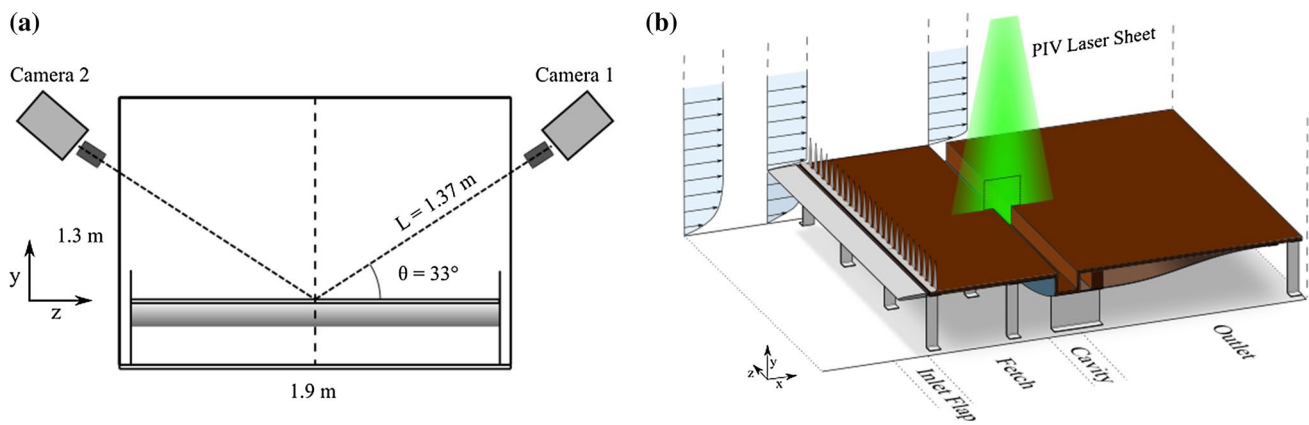 (a)
Camera 2
Camera 1
L = 1.37 m
1.3 m
θ = 33°
y
z
1.9 m
(b)
PIV Laser Sheet
y
z
x
Inlet Flap
Fetch
Cavity
Outlet